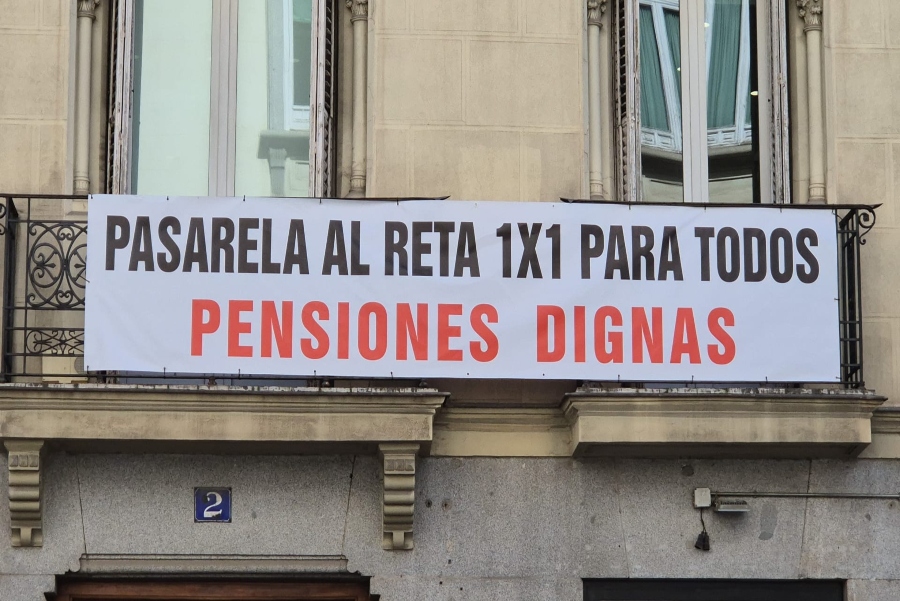 PASARELA AL RETA 1X1 PARA TODOS
PENSIONES DIGNAS
2